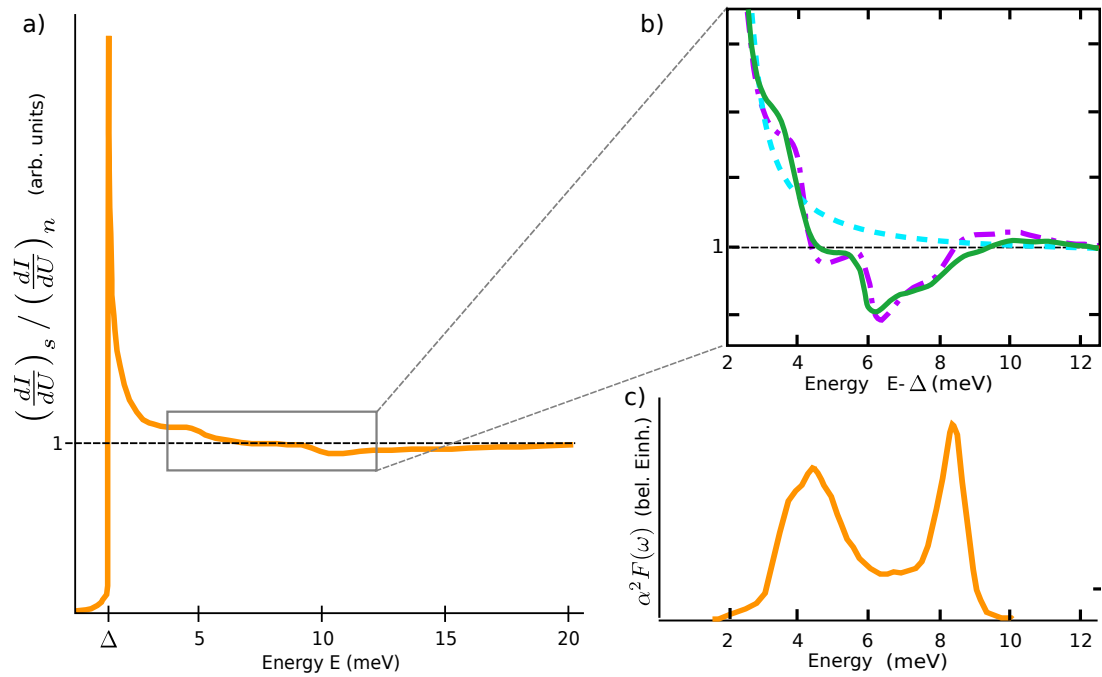 a)
(dI/dU)_s / (dI/dU)_n (arb. units)
1
Δ
5
10
15
20
Energy E (meV)
b)
1
2
4
6
8
10
12
Energy E-Δ(meV)
c)
α²F(ω) (bel. Einh.)
2
4
6
8
10
12
Energy (meV)